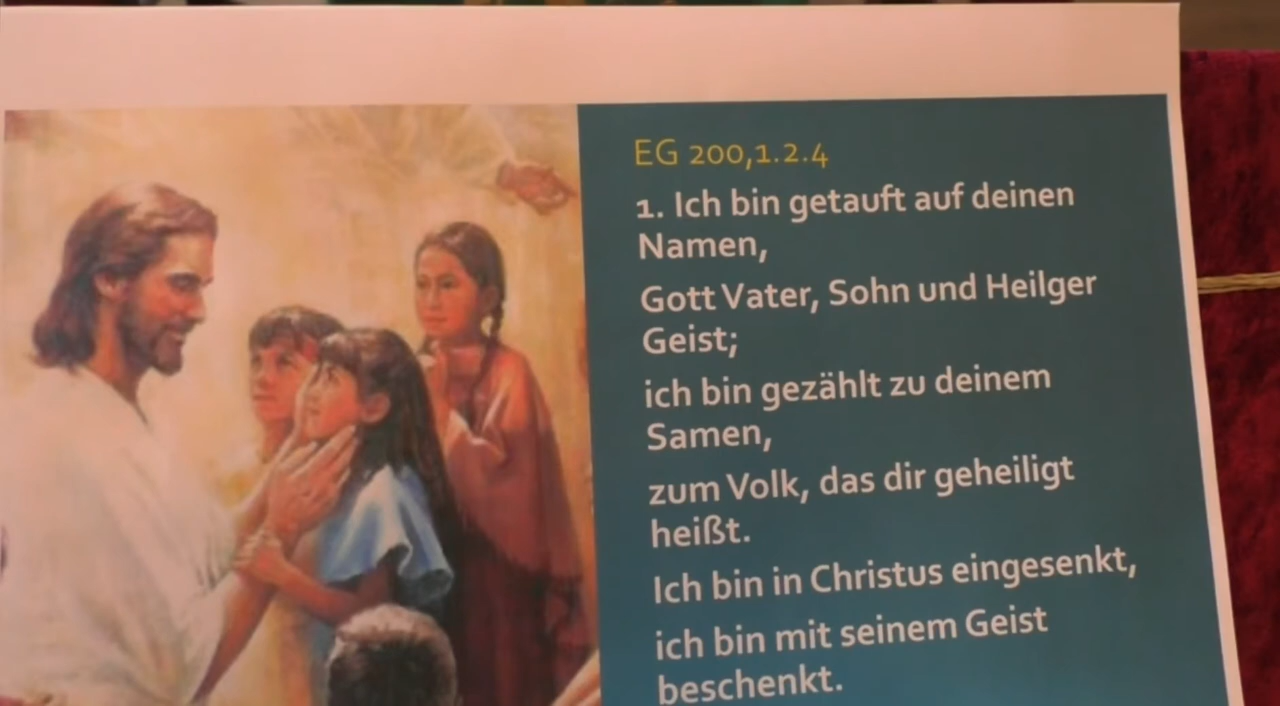 EG 200,1.2.4
1. Ich bin getauft auf deinen
Namen,
Gott Vater, Sohn und Heilger
Geist;
ich bin gezählt zu deinem
Samen,
zum Volk, das dir geheiligt
heißt.
Ich bin in Christus eingesenkt,
ich bin mit seinem Geist
beschenkt.